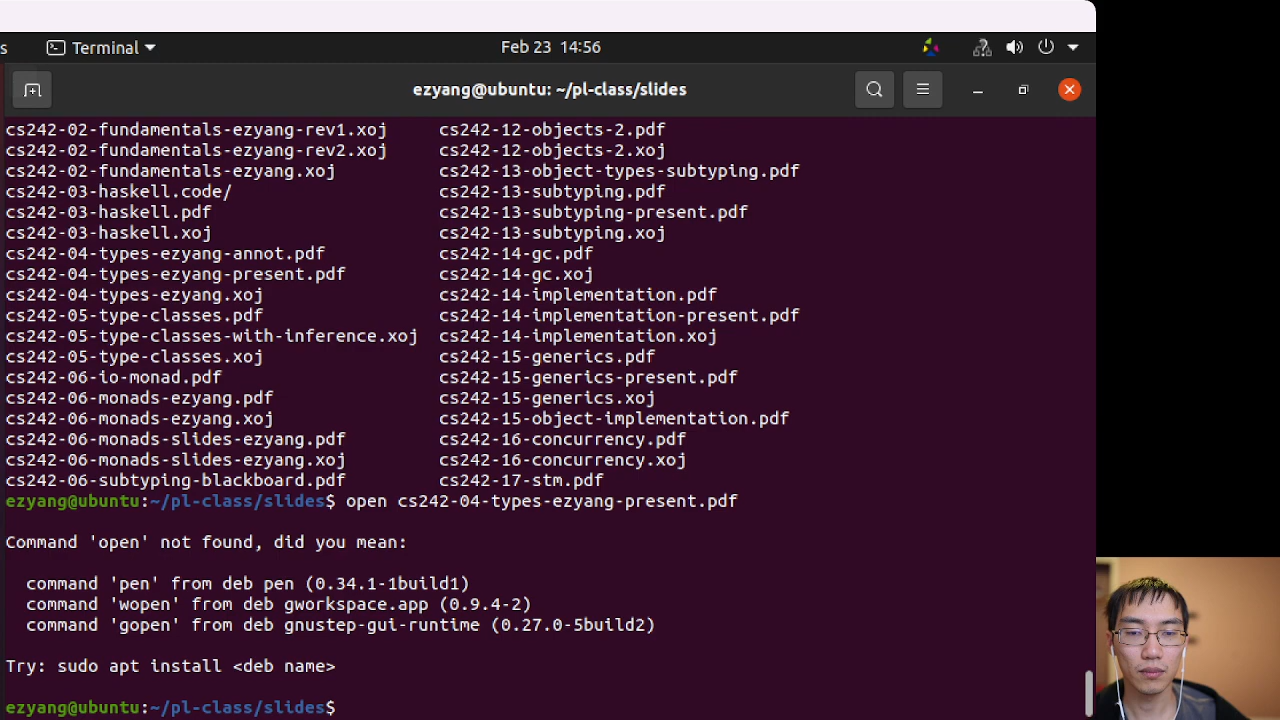 s Terminal Feb 23 14:56
ezyang@ubuntu: ~/pl-class/slides
cs242-02-fundamentals-ezyang-rev1.xoj cs242-12-objects-2.pdf
cs242-02-fundamentals-ezyang-rev2.xoj cs242-12-objects-2.xoj
cs242-02-fundamentals-ezyang.xoj cs242-13-object-types-subtyping.pdf
cs242-03-haskell.code/ cs242-13-subtyping.pdf
cs242-03-haskell.pdf cs242-13-subtyping-present.pdf
cs242-03-haskell.xoj cs242-13-subtyping.xoj
cs242-04-types-ezyang-annot.pdf cs242-14-gc.pdf
cs242-04-types-ezyang-present.pdf cs242-14-gc.xoj
cs242-04-types-ezyang.xoj cs242-14-implementation.pdf
cs242-05-type-classes.pdf cs242-14-implementation-present.pdf
cs242-05-type-classes-with-inference.xoj cs242-14-implementation.xoj
cs242-05-type-classes.xoj cs242-15-generics.pdf
cs242-06-io-monad.pdf cs242-15-generics-present.pdf
cs242-06-monads-ezyang.pdf cs242-15-generics.xoj
cs242-06-monads-ezyang.xoj cs242-15-object-implementation.pdf
cs242-06-monads-slides-ezyang.pdf cs242-16-concurrency.pdf
cs242-06-monads-slides-ezyang.xoj cs242-16-concurrency.xoj
cs242-06-subtyping-blackboard.pdf cs242-17-stm.pdf
ezyang@ubuntu:~/pl-class/slides$ open cs242-04-types-ezyang-present.pdf
Command 'open' not found, did you mean:
command 'pen' from deb pen (0.34.1-1build1)
command 'wopen' from deb gworkspace.app (0.9.4-2)
command 'gopen' from deb gnustep-gui-runtime (0.27.0-5build2)
Try: sudo apt install <deb name>
ezyang@ubuntu:~/pl-class/slides$